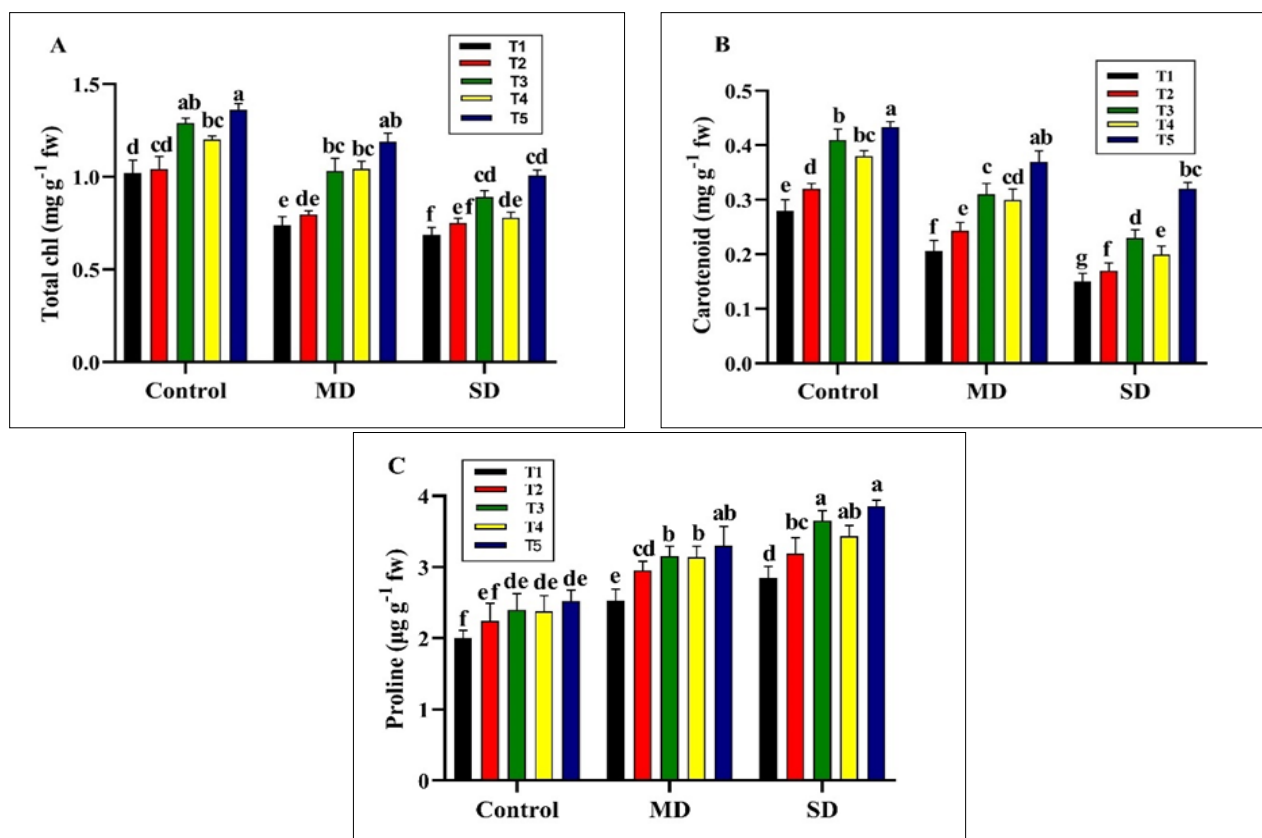 A
T1
T2
T3
T4
T5
Total chl (mg g-1 fw)
1.5
1.0
0.5
0.0
d cd ab bc a
e de bc bc ab
f ef cd de cd
Control MD SD
B
T1
T2
T3
T4
T5
Carotenoid (mg g-1 fw)
0.5
0.4
0.3
0.2
0.1
0.0
e d b bc a
f e c cd ab
g f d e bc
Control MD SD
C
T1
T2
T3
T4
T5
Proline (µg g-1 fw)
4
3
2
1
0
f ef de de de
e cd b b ab
d bc a ab a
Control MD SD